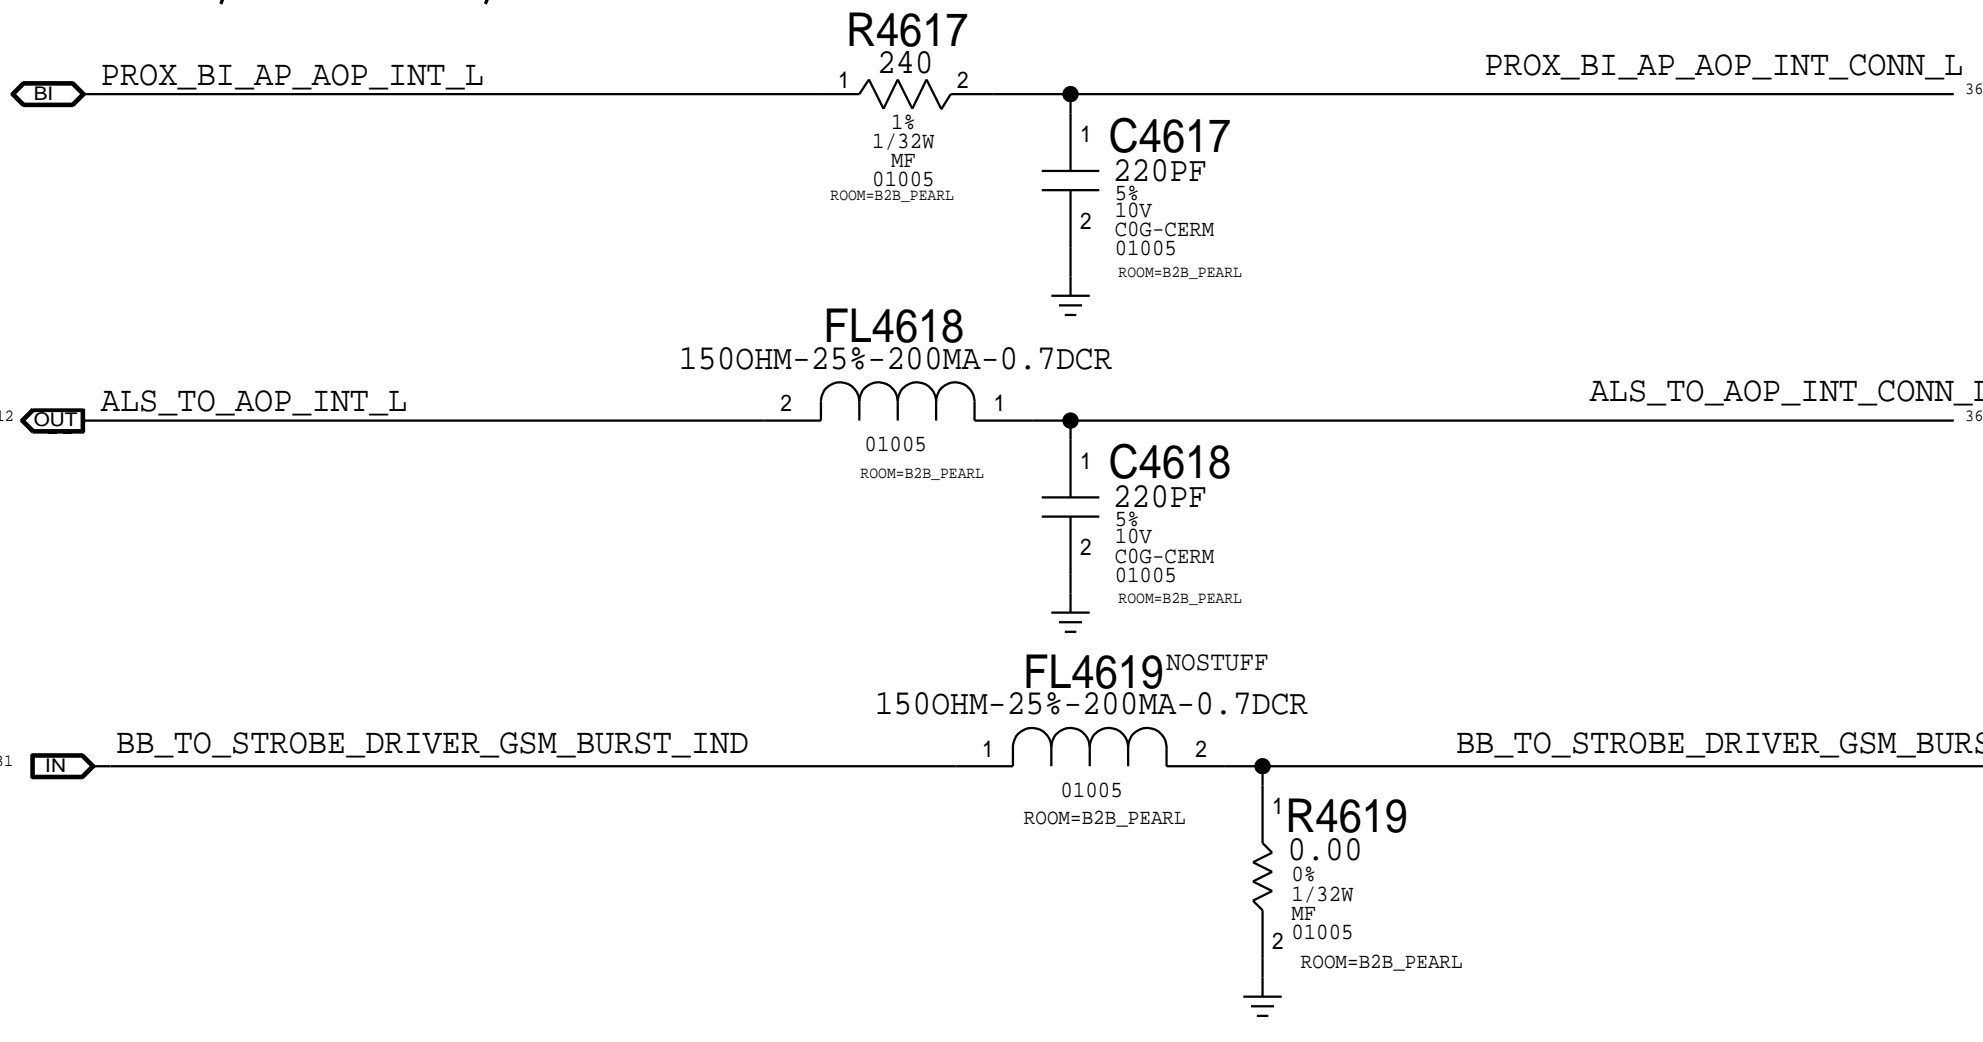 R4617
240
PROX_BI_AP_AOP_INT_L
PROX_BI_AP_AOP_INT_CONN_L
BI
1
2
36
1%
1/32W
MF
01005
ROOM=B2B_PEARL
1
C4617
220PF
5%
10V
C0G-CERM
01005
2
ROOM=B2B_PEARL
FL4618
150OHM-25%-200MA-0.7DCR
ALS_TO_AOP_INT_L
ALS_TO_AOP_INT_CONN_
12
OUT
2
1
36
01005
ROOM=B2B_PEARL
1
C4618
220PF
5%
10V
C0G-CERM
01005
2
ROOM=B2B_PEARL
FL4619
NOSTUFF
150OHM-25%-200MA-0.7DCR
BB_TO_STROBE_DRIVER_GSM_BURST_IND
BB_TO_STROBE_DRIVER_GSM_BURS
IN
1
2
01005
ROOM=B2B_PEARL
1
R4619
0.00
0%
1/32W
MF
01005
2
ROOM=B2B_PEARL